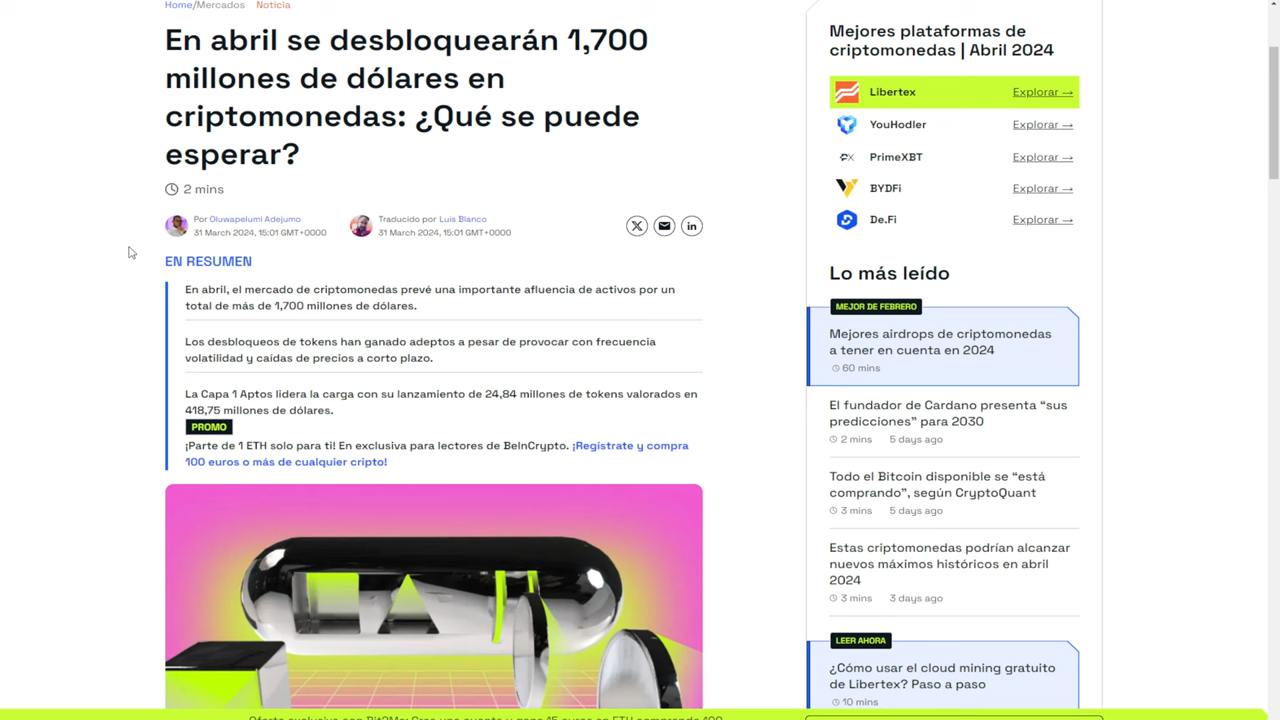 Home/Mercados Noticia
En abril se desbloquearán 1,700
millones de dólares en
criptomonedas: ¿Qué se puede
esperar?
2 mins
Por Oluwapelumi Adejumo
31 March 2024, 15:01 GMT+0000
Traducido por Luis Blanco
31 March 2024, 15:01 GMT+0000
EN RESUMEN
En abril, el mercado de criptomonedas prevé una importante afluencia de activos por un
total de más de 1,700 millones de dólares.
Los desbloqueos de tokens han ganado adeptos a pesar de provocar con frecuencia
volatilidad y caídas de precios a corto plazo.
La Capa 1 Aptos lidera la carga con su lanzamiento de 24,84 millones de tokens valorados en
418,75 millones de dólares.
PROMO
¡Parte de 1 ETH solo para ti! En exclusiva para lectores de BeInCrypto. ¡Regístrate y compra
100 euros o más de cualquier cripto!
Mejores plataformas de
criptomonedas | Abril 2024
Libertex Explorar →
YouHodler Explorar →
PrimeXBT Explorar →
BYDFi Explorar →
De.Fi Explorar →
Lo más leído
MEJOR DE FEBRERO
Mejores airdrops de criptomonedas
a tener en cuenta en 2024
60 mins
El fundador de Cardano presenta “sus
predicciones” para 2030
2 mins 5 days ago
Todo el Bitcoin disponible se “está
comprando”, según CryptoQuant
3 mins 5 days ago
Estas criptomonedas podrían alcanzar
nuevos máximos históricos en abril
2024
3 mins 3 days ago
LEER AHORA
¿Cómo usar el cloud mining gratuito
de Libertex? Paso a paso
10 mins